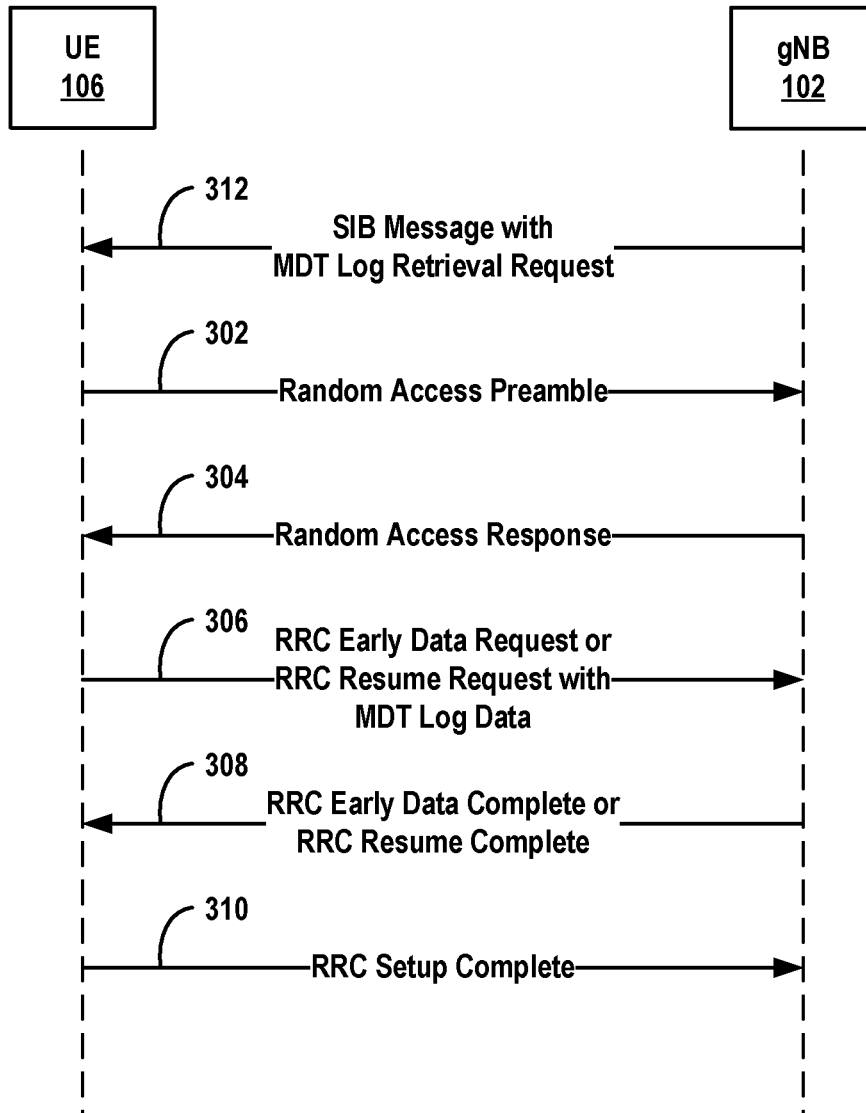 UE
106
gNB
102
312
SIB Message with
MDT Log Retrieval Request
302
Random Access Preamble
304
Random Access Response
306
RRC Early Data Request or
RRC Resume Request with
MDT Log Data
308
RRC Early Data Complete or
RRC Resume Complete
310
RRC Setup Complete